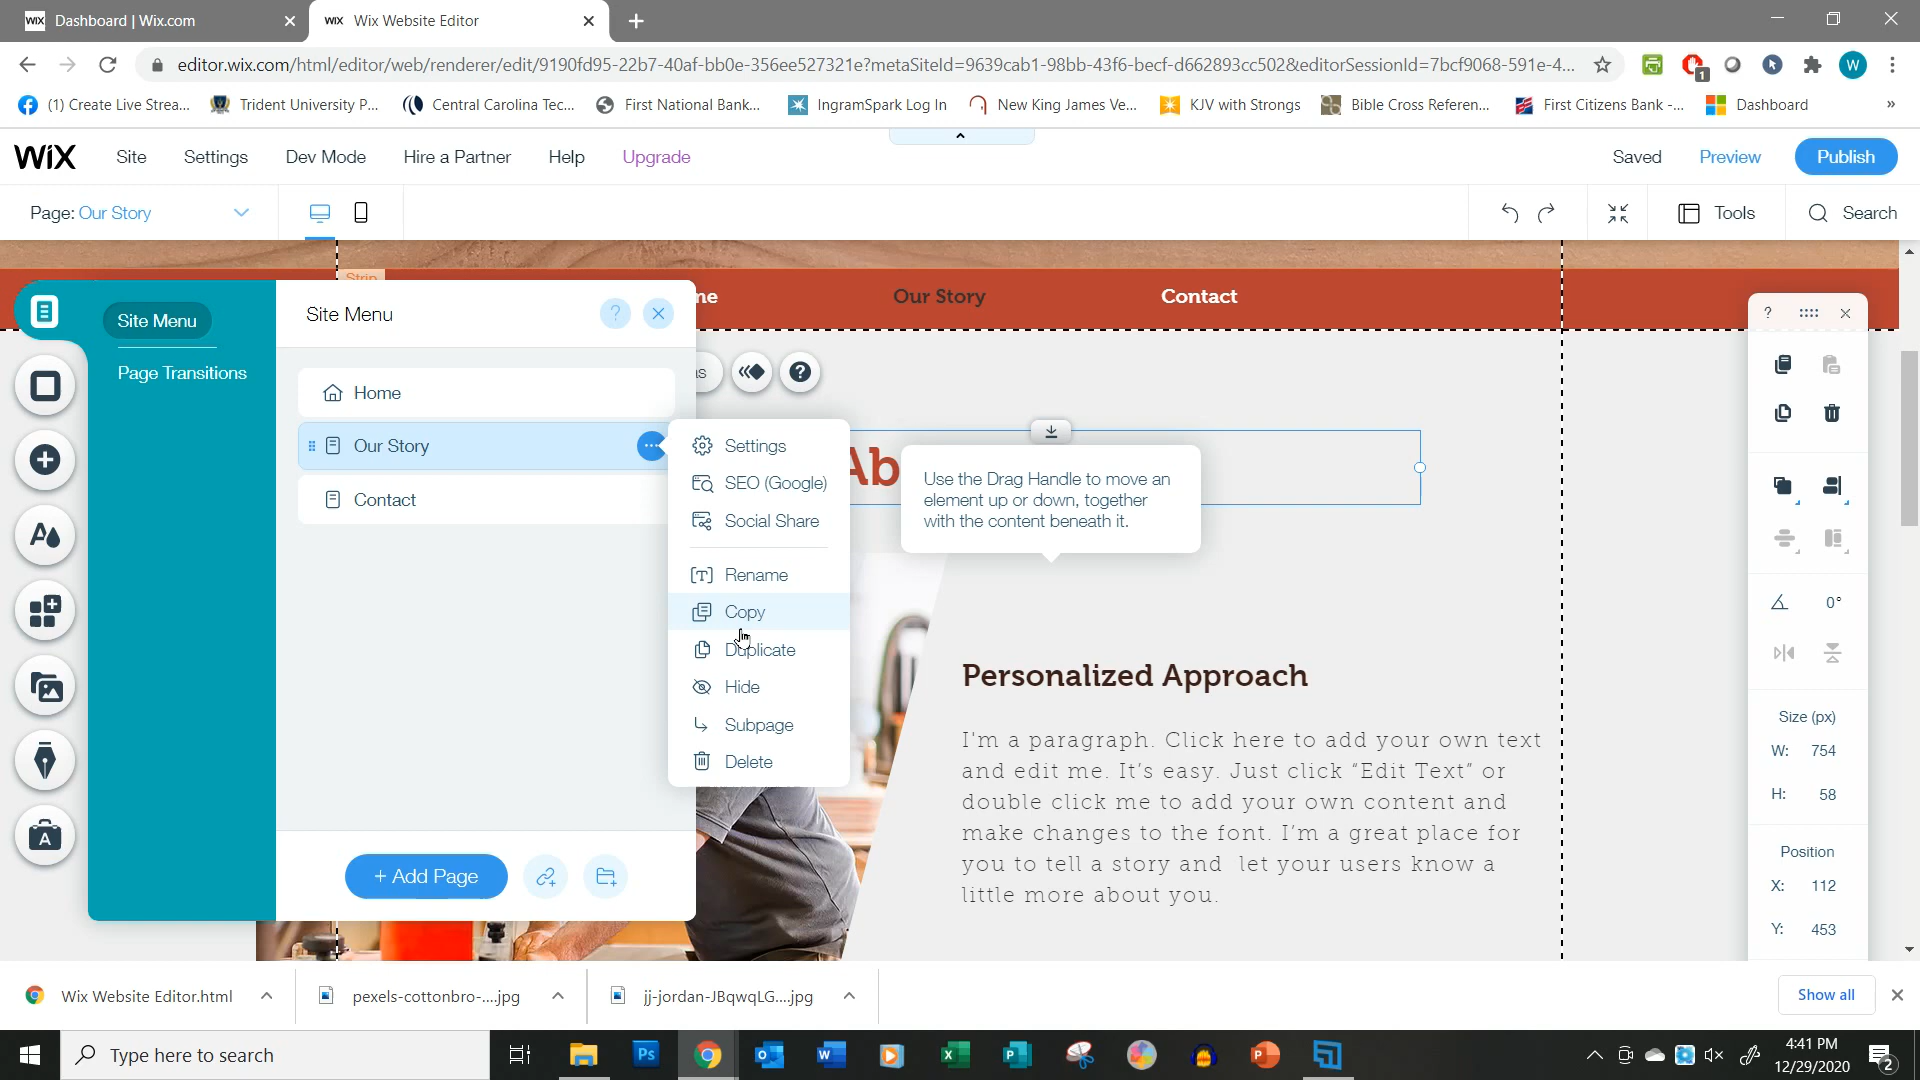 WIX Dashboard | Wix.com
WIX Wix Website Editor
editor.wix.com/html/editor/web/renderer/edit/9190fd95-22b7-40af-bb0e-356ee527321e?metaSiteId=9639cab1-98bb-43f6-becf-d662893cc502&editorSessionId=7bcf9068-591e-4...
1
W
(1) Create Live Strea...
Trident University P...
Central Carolina Tec...
First National Bank...
IngramSpark Log In
New King James Ve...
KJV with Strongs
Bible Cross Referen...
First Citizens Bank -...
Dashboard
»
WIX
Site
Settings
Dev Mode
Hire a Partner
Help
Upgrade
Saved
Preview
Publish
Page: Our Story
Tools
Search
Strip
me
Our Story
Contact
Site Menu
Page Transitions
Site Menu
?
Home
Our Story
Contact
+ Add Page
Settings
SEO (Google)
Social Share
Rename
Copy
Duplicate
Hide
Subpage
Delete
s
?
Ab
Use the Drag Handle to move an
element up or down, together
with the content beneath it.
Personalized Approach
I'm a paragraph. Click here to add your own text
and edit me. It's easy. Just click "Edit Text" or
double click me to add your own content and
make changes to the font. I'm a great place for
you to tell a story and let your users know a
little more about you.
?
0°
Size (px)
W: 754
H: 58
Position
X: 112
Y: 453
Wix Website Editor.html
pexels-cottonbro-....jpg
jj-jordan-JBqwqLG....jpg
Show all
Type here to search
4:41 PM
12/29/2020
2